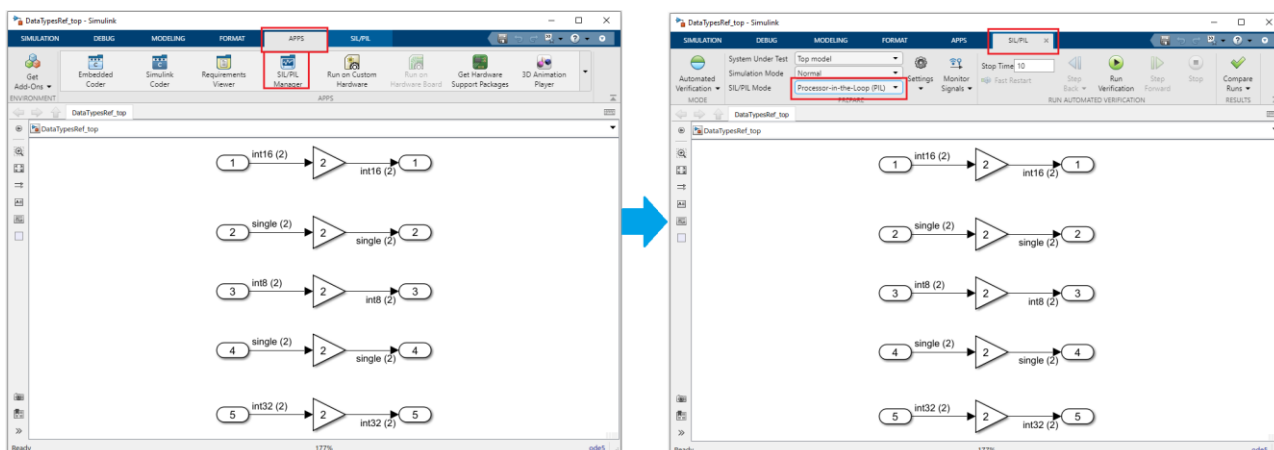 DataTypesRef_top - Simulink
SIMULATION DEBUG MODELING FORMAT APPS SIL/PIL
Get Add-Ons
Embedded Coder
Simulink Coder
Requirements Viewer
SIL/PIL Manager
Run on Custom Hardware
Run on Hardware Board
Get Hardware Support Packages
3D Animation Player
ENVIRONMENT APPS
DataTypesRef_top
DataTypesRef_top
1 int16 (2) 2 int16 (2) 1
2 single (2) 2 single (2) 2
3 int8 (2) 2 int8 (2) 3
4 single (2) 2 single (2) 4
5 int32 (2) 2 int32 (2) 5
Ready 177% ode5
DataTypesRef_top - Simulink
SIMULATION DEBUG MODELING FORMAT APPS SIL/PIL
Automated Verification
System Under Test Top model
Simulation Mode Normal
SIL/PIL Mode Processor-in-the-Loop (PIL)
Settings
Monitor Signals
Stop Time 10
Fast Restart
Step Back
Run Verification
Step Forward
Stop
Compare Runs
MODE PREPARE RUN AUTOMATED VERIFICATION RESULTS
DataTypesRef_top
DataTypesRef_top
1 int16 (2) 2 int16 (2) 1
2 single (2) 2 single (2) 2
3 int8 (2) 2 int8 (2) 3
4 single (2) 2 single (2) 4
5 int32 (2) 2 int32 (2) 5
Ready 177% ode5